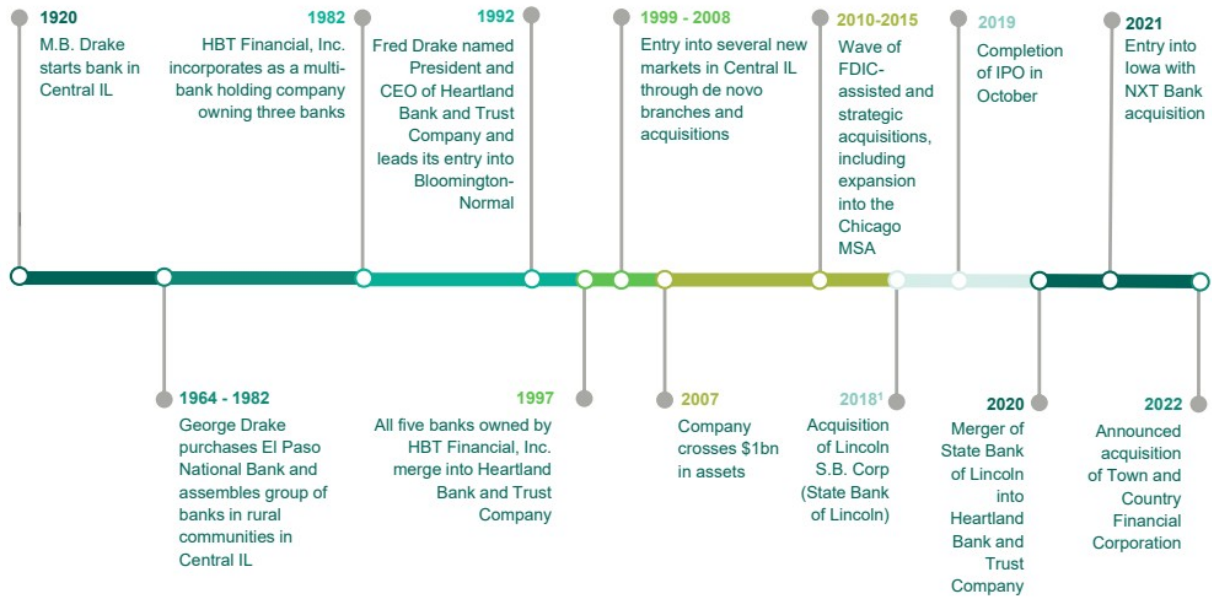 1920
M.B. Drake
starts bank in
Central IL
1982
HBT Financial, Inc.
incorporates as a multi-
bank holding company
owning three banks
1992
Fred Drake named
President and
CEO of Heartland
Bank and Trust
Company and
leads its entry into
Bloomington-
Normal
1999 - 2008
Entry into several new
markets in Central IL
through de novo
branches and
acquisitions
2010-2015
Wave of
FDIC-
assisted and
strategic
acquisitions,
including
expansion
into the
Chicago
MSA
2019
Completion
of IPO in
October
2021
Entry into
Iowa with
NXT Bank
acquisition
1964 - 1982
George Drake
purchases El Paso
National Bank and
assembles group of
banks in rural
communities in
Central IL
1997
All five banks owned by
HBT Financial, Inc.
merge into Heartland
Bank and Trust
Company
2007
Company
crosses $1bn
in assets
2018¹
Acquisition
of Lincoln
S.B. Corp
(State Bank
of Lincoln)
2020
Merger of
State Bank
of Lincoln
into
Heartland
Bank and
Trust
Company
2022
Announced
acquisition
of Town and
Country
Financial
Corporation